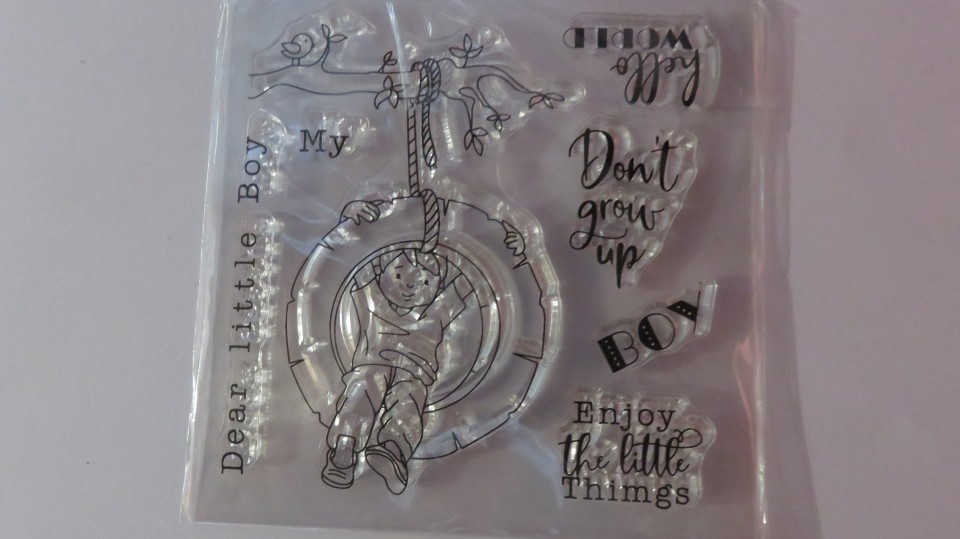 hello
WORLD
My
Dear little Boy
Don't
grow
up
BOY
Enjoy
the little
Thimgs